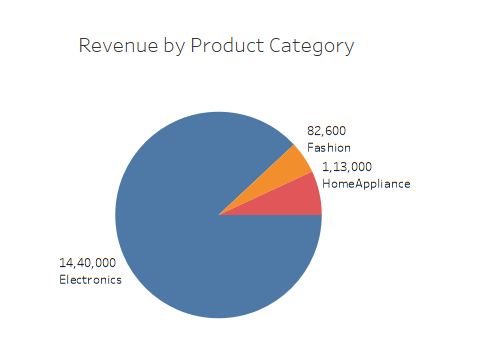 Revenue by Product Category
82,600
Fashion
1,13,000
HomeAppliance
14,40,000
Electronics